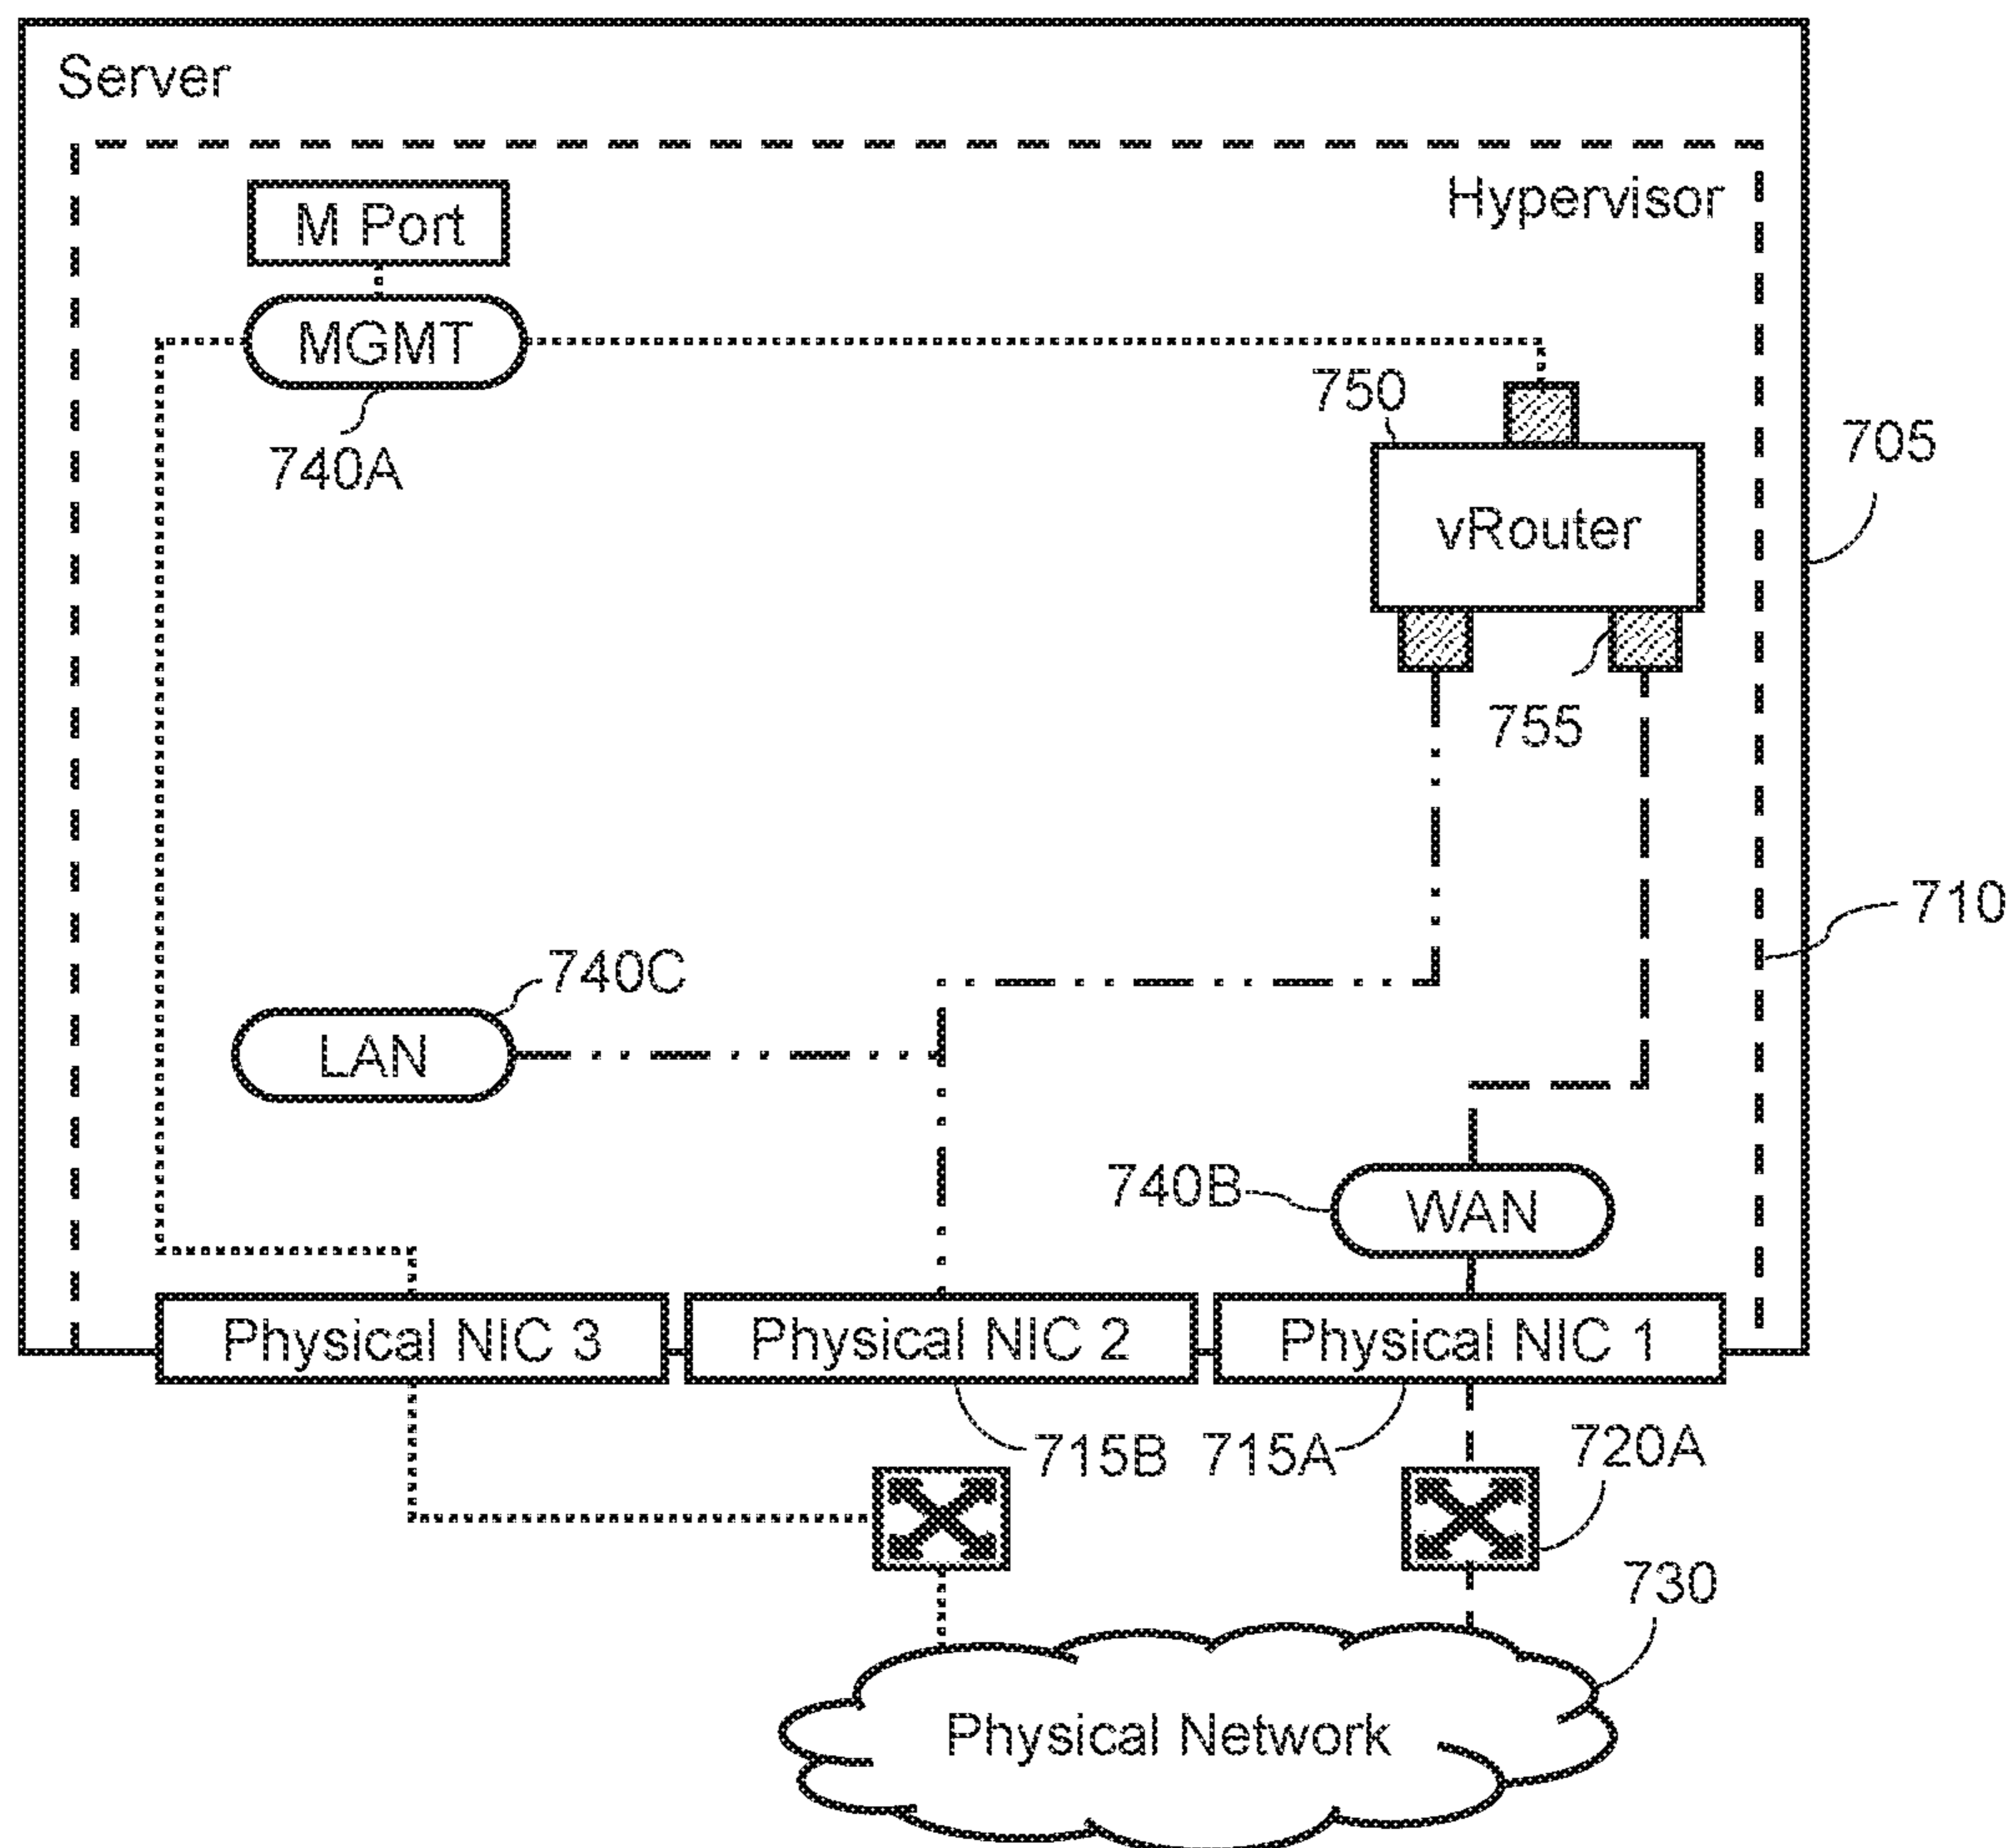 Server
Hypervisor
M Port
MGMT
740A
750
705
vRouter
755
710
740C
LAN
740B
WAN
Physical NIC 3
Physical NIC 2
Physical NIC 1
715B
715A
720A
730
Physical Network